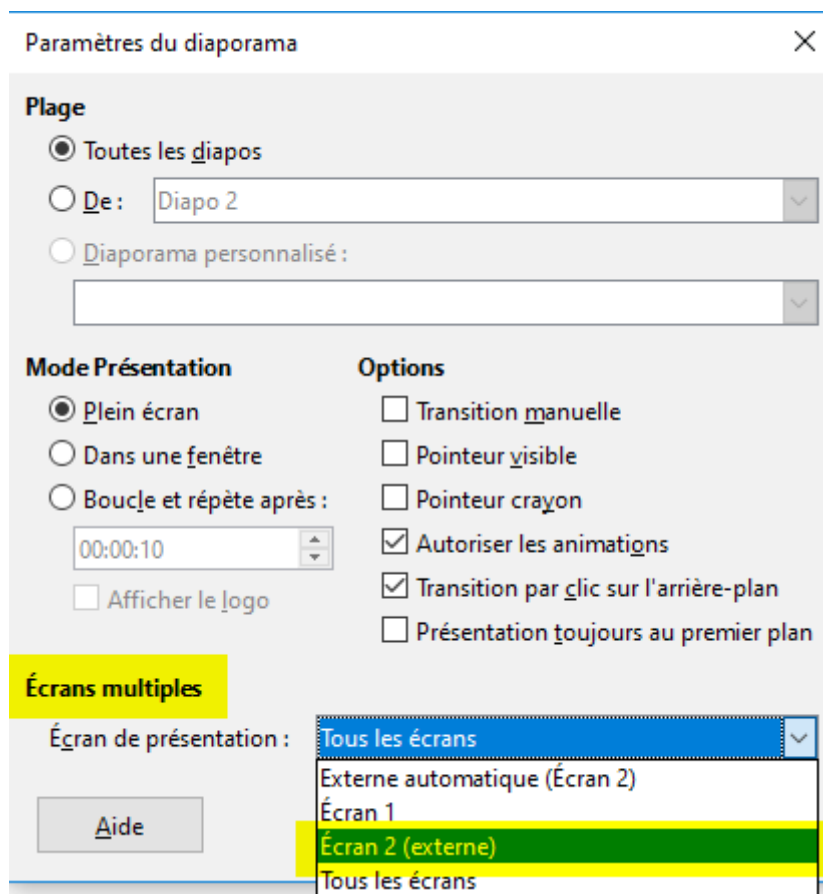 Paramètres du diaporama
Plage
Toutes les diapos
De :
Diapo 2
Diaporama personnalisé :
Mode Présentation
Plein écran
Dans une fenêtre
Boucle et répète après :
00:00:10
Afficher le logo
Options
Transition manuelle
Pointeur visible
Pointeur crayon
Autoriser les animations
Transition par clic sur l'arrière-plan
Présentation toujours au premier plan
Écrans multiples
Écran de présentation :
Tous les écrans
Externe automatique (Écran 2)
Écran 1
Écran 2 (externe)
Tous les écrans
Aide